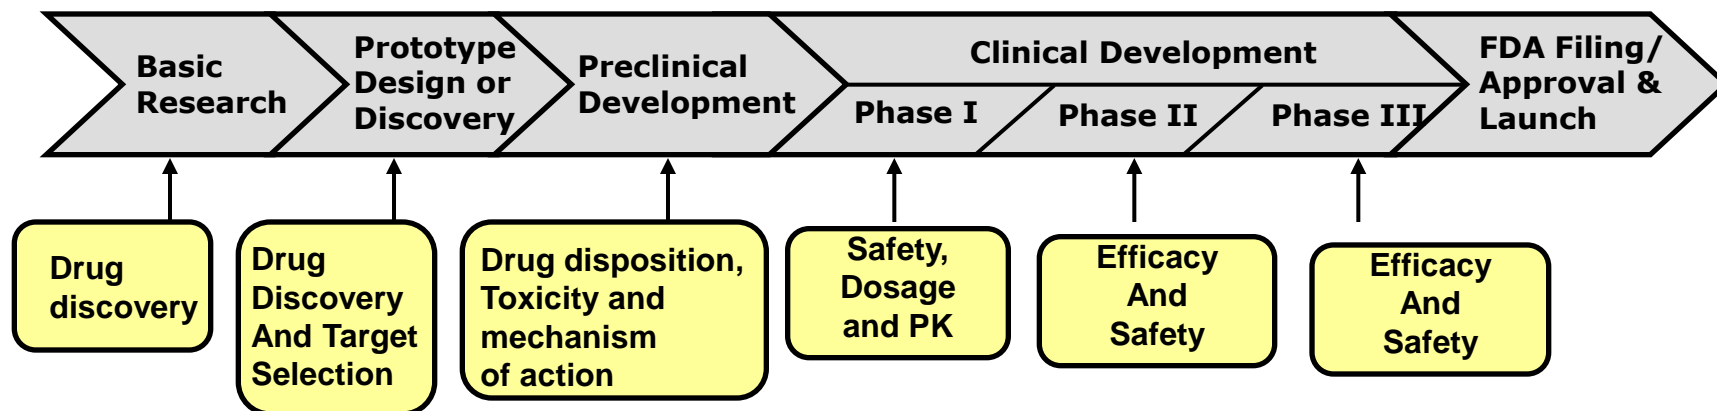 Basic
Research
Prototype
Design or
Discovery
Preclinical
Development
Clinical Development
Phase I
Phase II
Phase III
FDA Filing/
Approval &
Launch
Drug
discovery
Drug
Discovery
And Target
Selection
Drug disposition,
Toxicity and
mechanism
of action
Safety,
Dosage
and PK
Efficacy
And
Safety
Efficacy
And
Safety